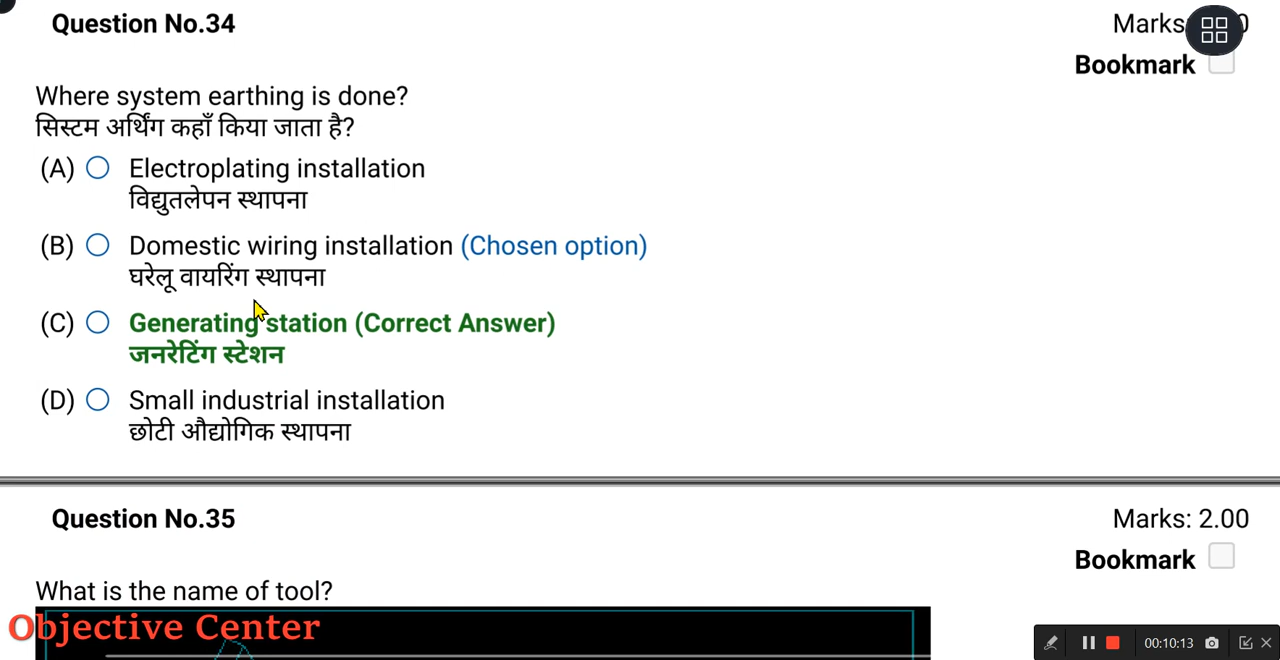 Question No.34
Marks
Bookmark
Where system earthing is done?
सिस्टम अर्थिंग कहाँ किया जाता है?
(A) Electroplating installation
विद्युतलेपन स्थापना
(B) Domestic wiring installation (Chosen option)
घरेलू वायरिंग स्थापना
(C) Generating station (Correct Answer)
जनरेटिंग स्टेशन
(D) Small industrial installation
छोटी औद्योगिक स्थापना
Question No.35
Marks: 2.00
Bookmark
What is the name of tool?
Objective Center
00:10:13